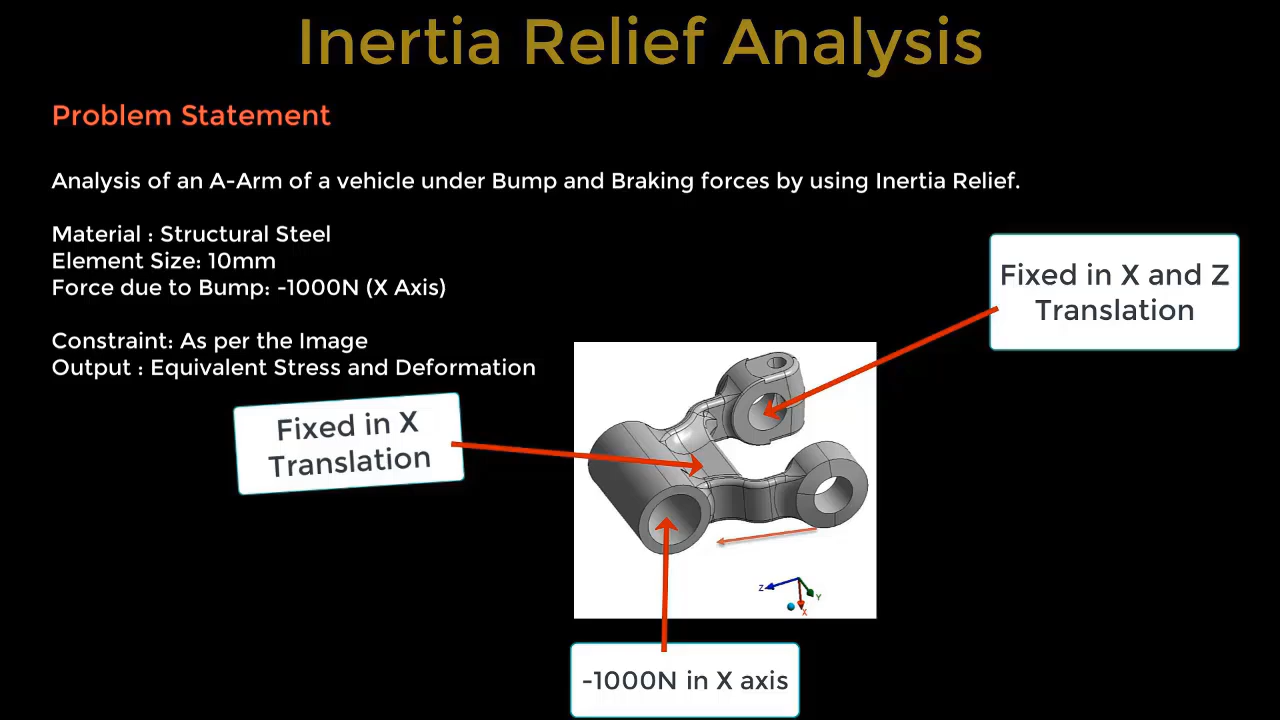 Inertia Relief Analysis
Problem Statement
Analysis of an A-Arm of a vehicle under Bump and Braking forces by using Inertia Relief.
Material : Structural Steel
Element Size: 10mm
Force due to Bump: -1000N (X Axis)
Constraint: As per the Image
Output : Equivalent Stress and Deformation
Fixed in X and Z
Translation
Fixed in X
Translation
Z
Y
X
-1000N in X axis